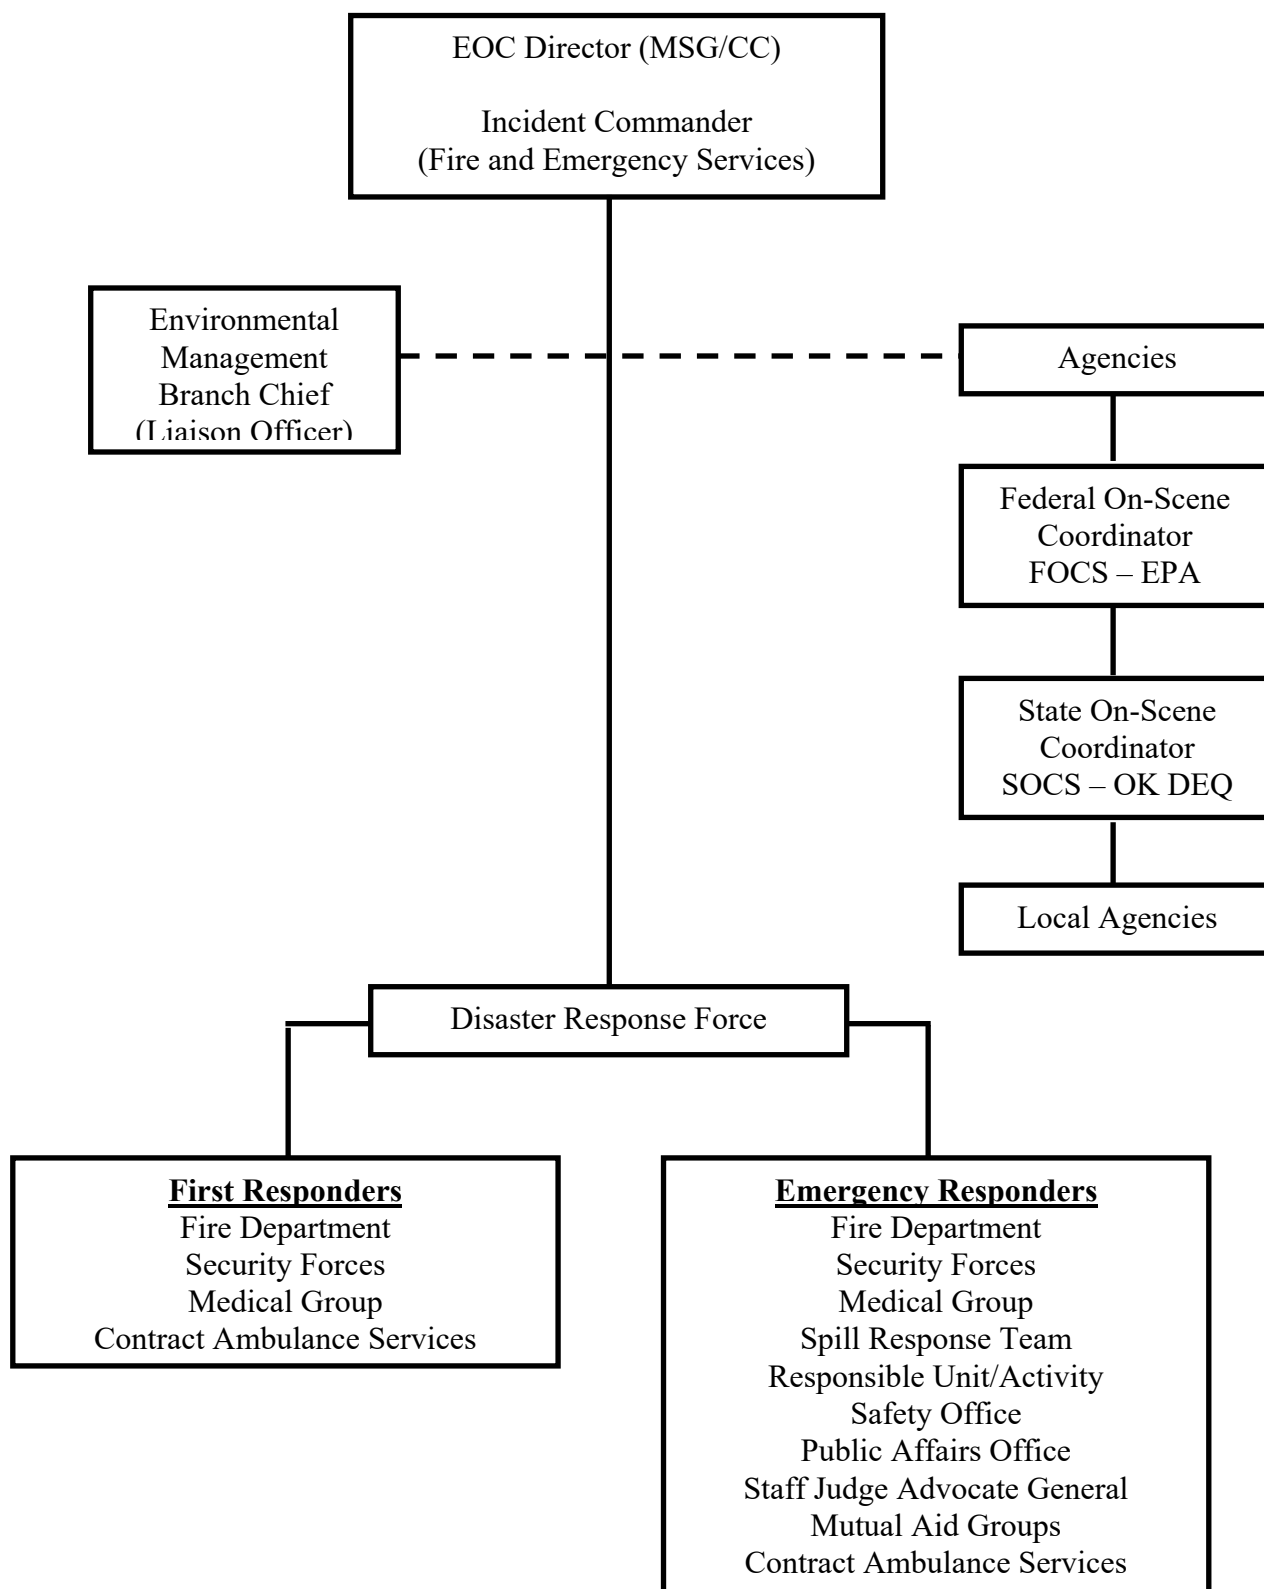 EOC Director (MSG/CC)
Incident Commander
(Fire and Emergency Services)
Environmental
Management
Branch Chief
(Liaison Officer)
Agencies
Federal On-Scene
Coordinator
FOCS – EPA
State On-Scene
Coordinator
SOCS – OK DEQ
Local Agencies
Disaster Response Force
First Responders
Fire Department
Security Forces
Medical Group
Contract Ambulance Services
Emergency Responders
Fire Department
Security Forces
Medical Group
Spill Response Team
Responsible Unit/Activity
Safety Office
Public Affairs Office
Staff Judge Advocate General
Mutual Aid Groups
Contract Ambulance Services